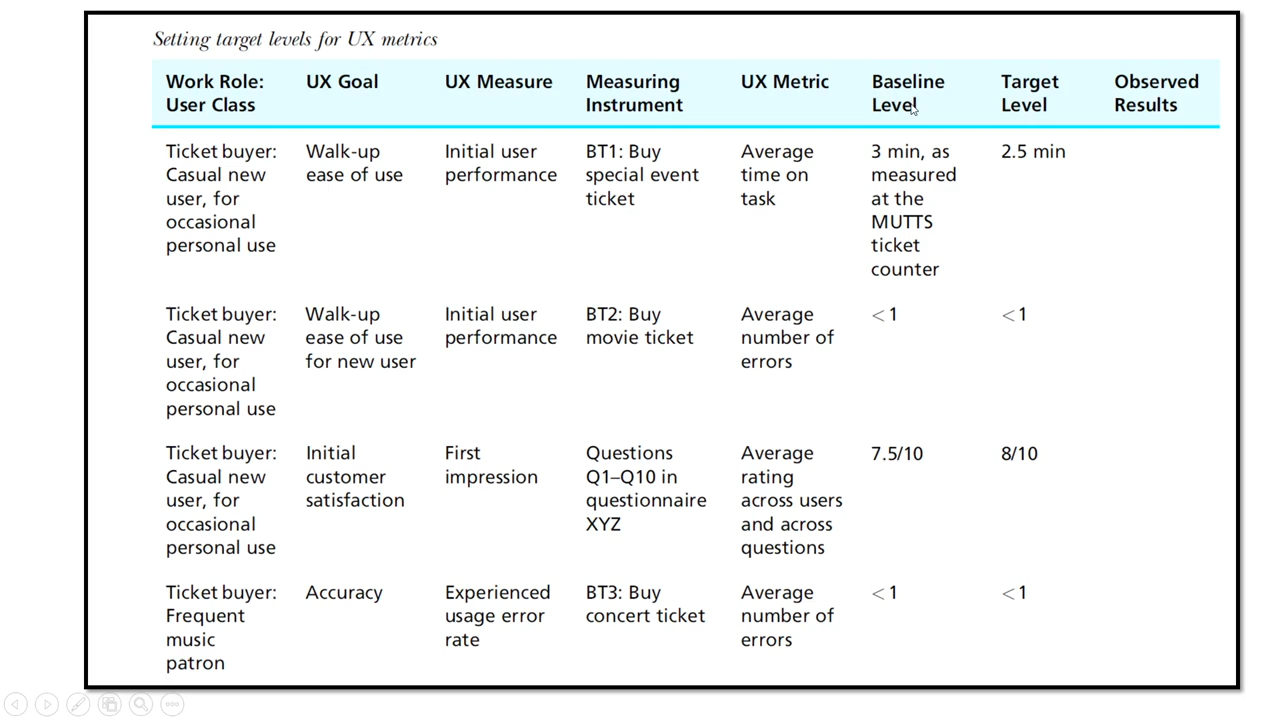 Setting target levels for UX metrics
Work Role: User Class | UX Goal | UX Measure | Measuring Instrument | UX Metric | Baseline Level | Target Level | Observed Results
Ticket buyer: Casual new user, for occasional personal use | Walk-up ease of use | Initial user performance | BT1: Buy special event ticket | Average time on task | 3 min, as measured at the MUTTS ticket counter | 2.5 min
Ticket buyer: Casual new user, for occasional personal use | Walk-up ease of use for new user | Initial user performance | BT2: Buy movie ticket | Average number of errors | <1 | <1
Ticket buyer: Casual new user, for occasional personal use | Initial customer satisfaction | First impression | Questions Q1–Q10 in questionnaire XYZ | Average rating across users and across questions | 7.5/10 | 8/10
Ticket buyer: Frequent music patron | Accuracy | Experienced usage error rate | BT3: Buy concert ticket | Average number of errors | <1 | <1